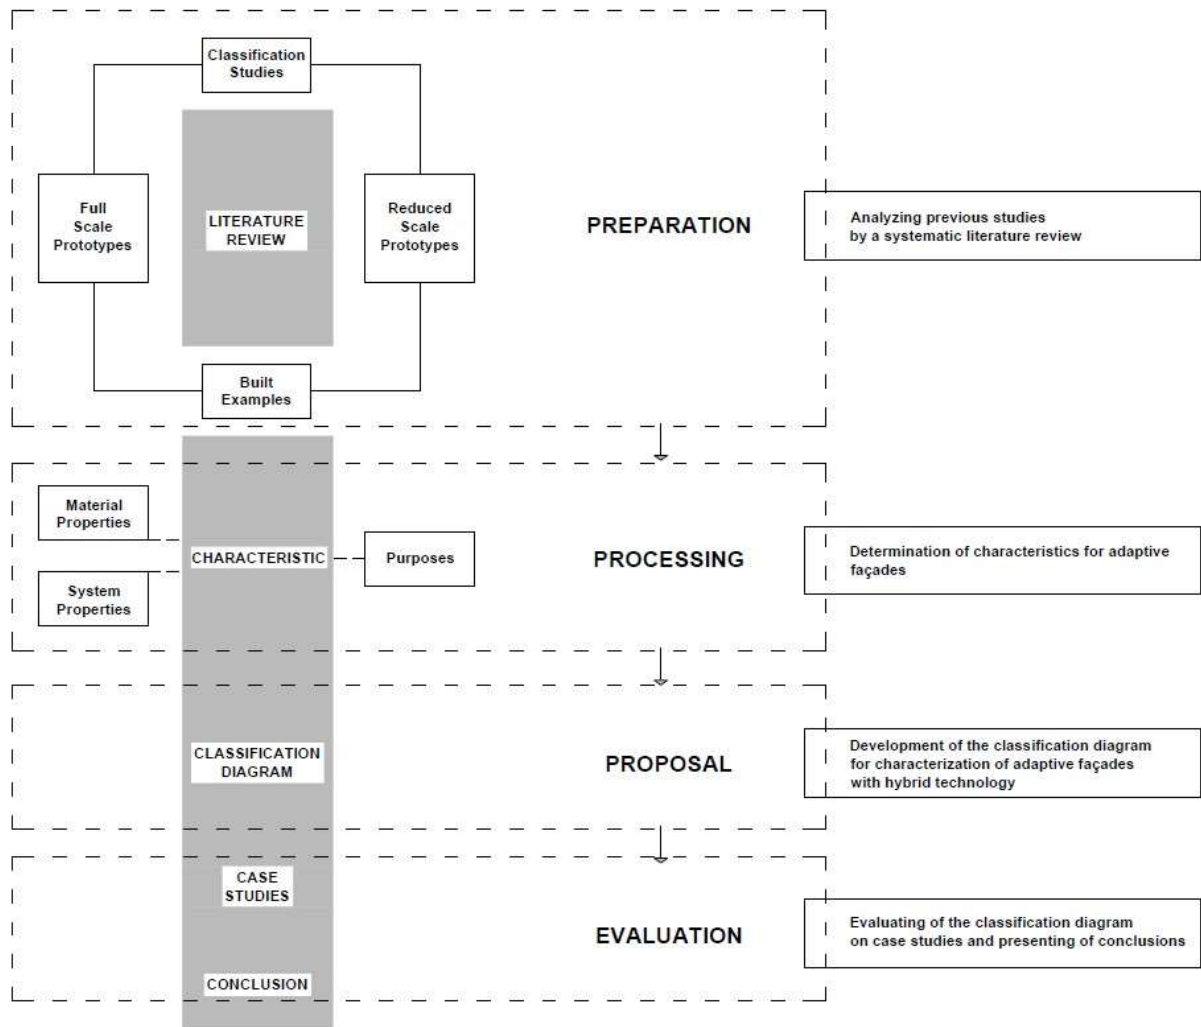 Classification
Studies
Full
Scale
Prototypes
LITERATURE
REVIEW
Reduced
Scale
Prototypes
Built
Examples
PREPARATION
Analyzing previous studies
by a systematic literature review
Material
Properties
System
Properties
CHARACTERISTIC
Purposes
PROCESSING
Determination of characteristics for adaptive
façades
CLASSIFICATION
DIAGRAM
PROPOSAL
Development of the classification diagram
for characterization of adaptive façades
with hybrid technology
CASE
STUDIES
CONCLUSION
EVALUATION
Evaluating of the classification diagram
on case studies and presenting of conclusions